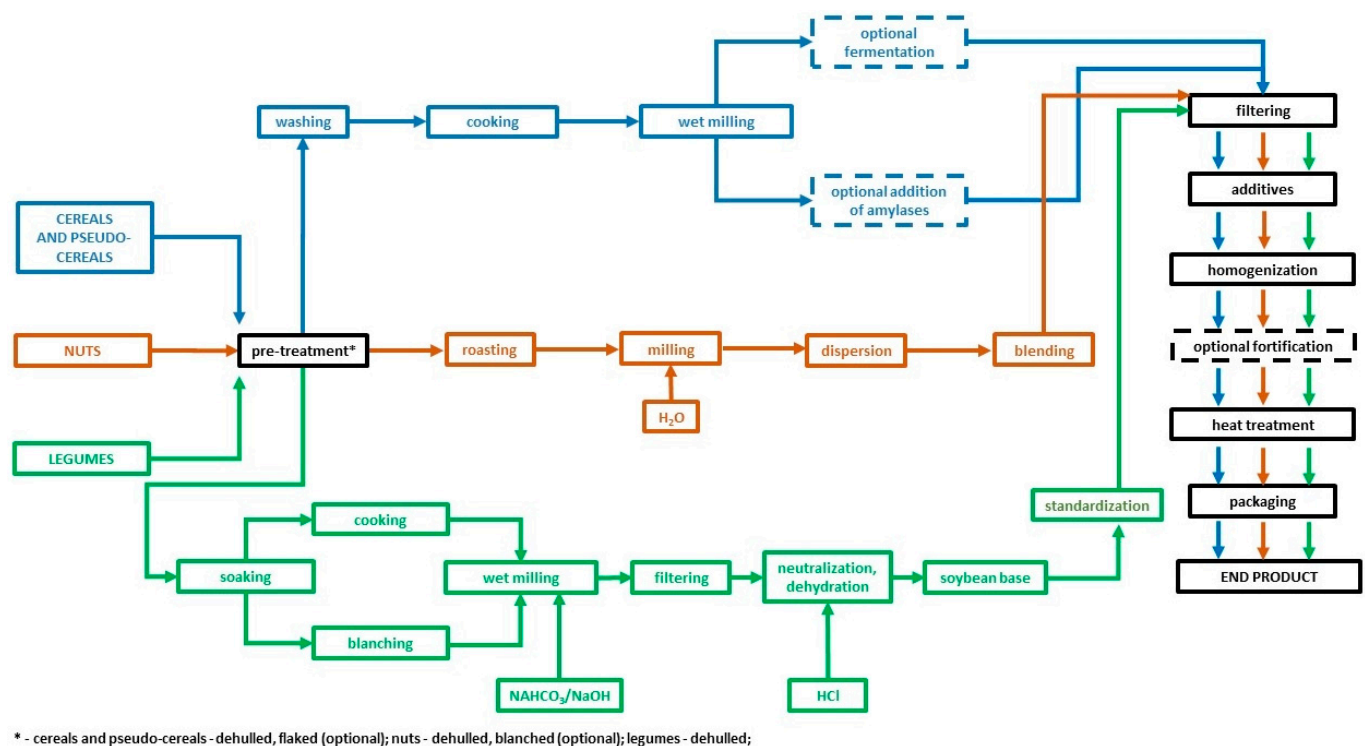 optional
fermentation
washing
cooking
wet milling
filtering
optional addition
of amylases
additives
CEREALS
AND PSEUDO-
CEREALS
homogenization
NUTS
pre-treatment*
roasting
milling
dispersion
blending
optional fortification
H₂O
heat treatment
LEGUMES
packaging
standardization
cooking
soaking
wet milling
filtering
neutralization,
dehydration
soybean base
END PRODUCT
blanching
NAHCO₃/NaOH
HCl
* - cereals and pseudo-cereals - dehulled, flaked (optional); nuts - dehulled, blanched (optional); legumes - dehulled;